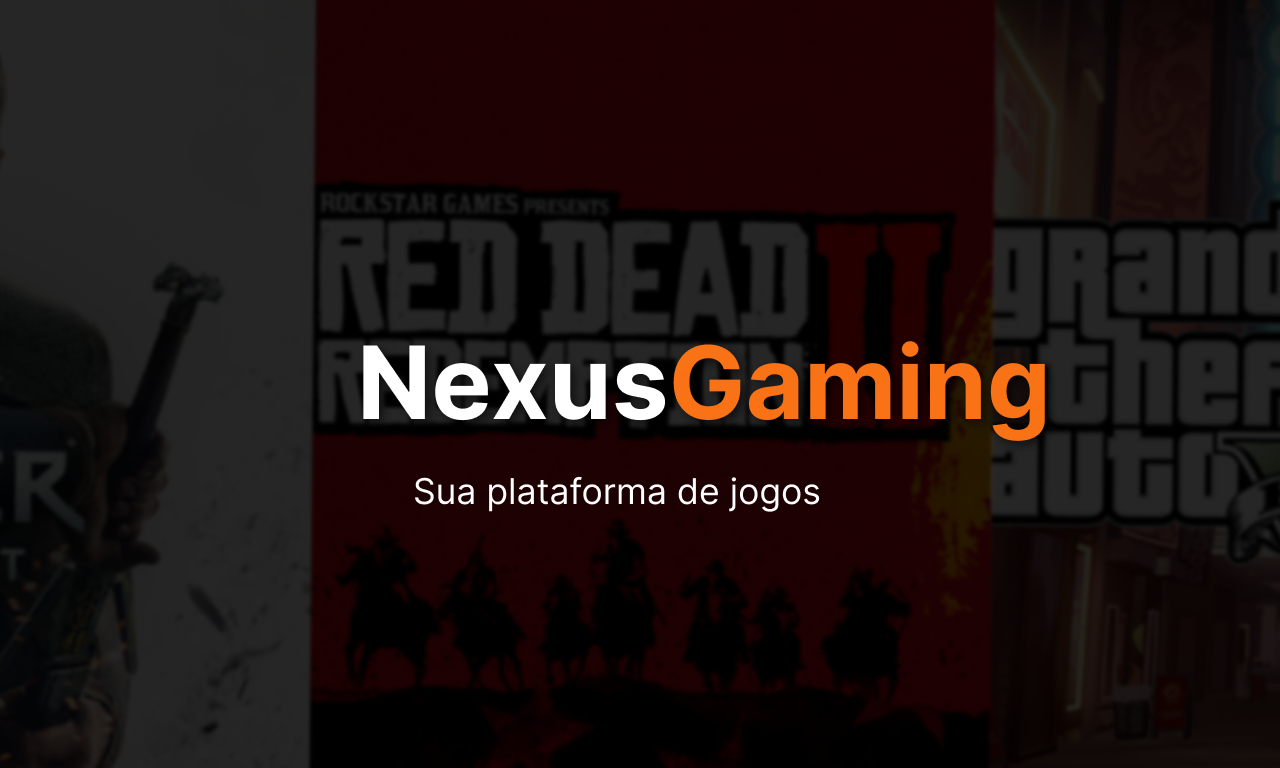 ROCKSTAR GAMES PRESENTS
RED DEAD
REDEMPTION II
grand
theft
auto V
NexusGaming
Sua plataforma de jogos